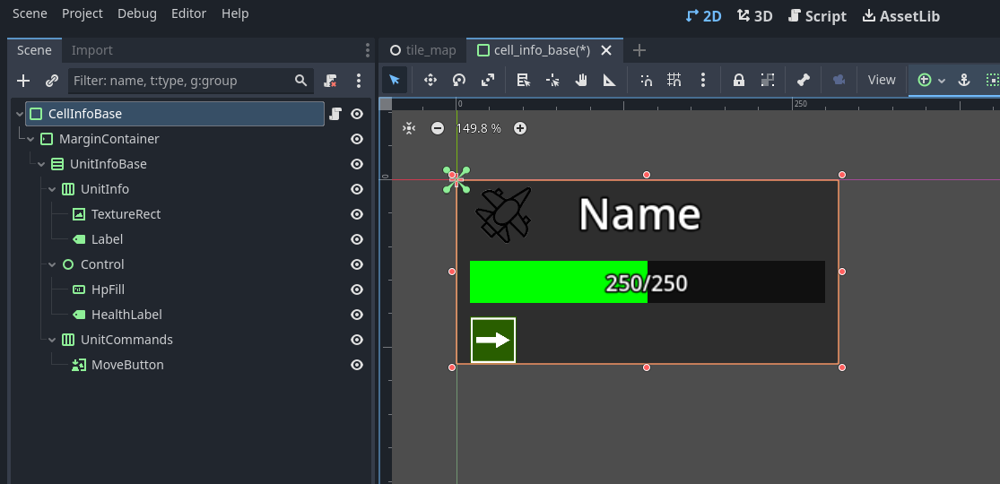 Scene Project Debug Editor Help 2D 3D Script AssetLib
Scene Import tile_map cell_info_base(*)
Filter: name, t:type, g:group View
0 250
CellInfoBase
149.8 %
MarginContainer
UnitInfoBase
0
UnitInfo
TextureRect
Name
Label
Control
HpFill
250/250
HealthLabel
UnitCommands
MoveButton